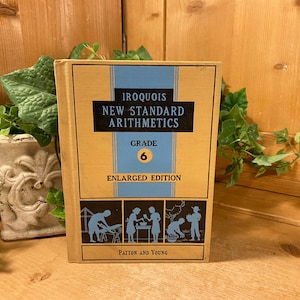 IROQUOIS
NEW STANDARD
ARITHMETICS
GRADE
6
ENLARGED EDITION
PATTON AND YOUNG